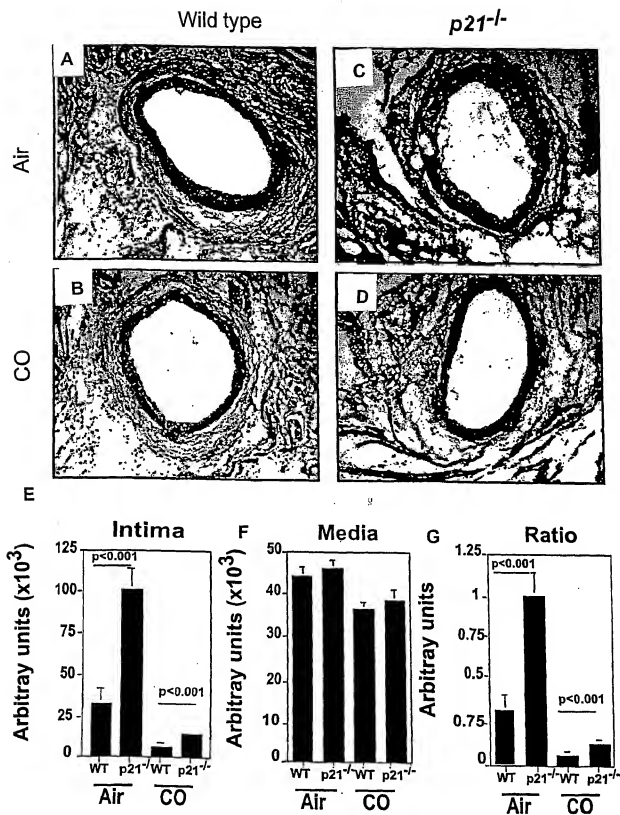 Wild type
p21-/-
A
C
Air
B
D
CO
E
Intima
Arbitray units (x10³)
125
100
75
50
25
0
p<0.001
p<0.001
WT p21-/- WT p21-/-
Air CO
F
Media
Arbitray units (x10³)
50
40
30
20
10
0
WT p21-/- WT p21-/-
Air CO
G
Ratio
Arbitray units
1.25
1
1.5
0.75
0
p<0.001
p<0.001
WT p21-/- WT p21-/-
Air CO